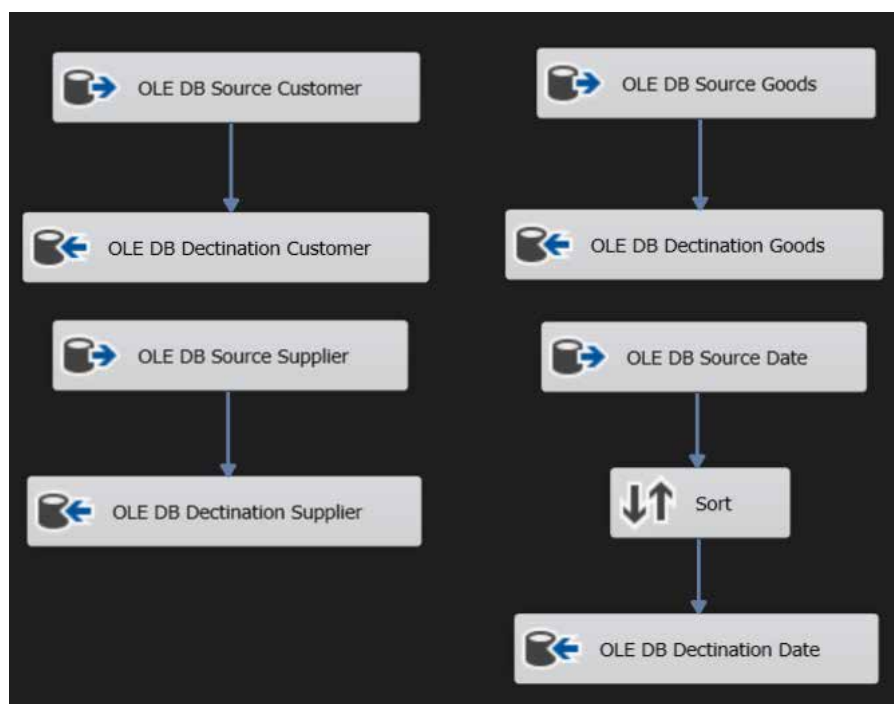 OLE DB Source Customer
OLE DB Source Goods
OLE DB Dectination Customer
OLE DB Dectination Goods
OLE DB Source Supplier
OLE DB Source Date
Sort
OLE DB Dectination Supplier
OLE DB Dectination Date